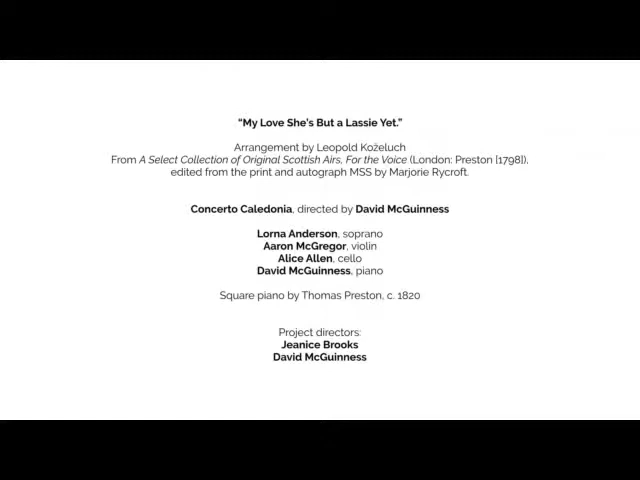 “My Love She's But a Lassie Yet.”
Arrangement by Leopold Koželuch
From A Select Collection of Original Scottish Airs, For the Voice (London: Preston [1798]),
edited from the print and autograph MSS by Marjorie Rycroft.
Concerto Caledonia, directed by David McGuinness
Lorna Anderson, soprano
Aaron McGregor, violin
Alice Allen, cello
David McGuinness, piano
Square piano by Thomas Preston, c. 1820
Project directors:
Jeanice Brooks
David McGuinness